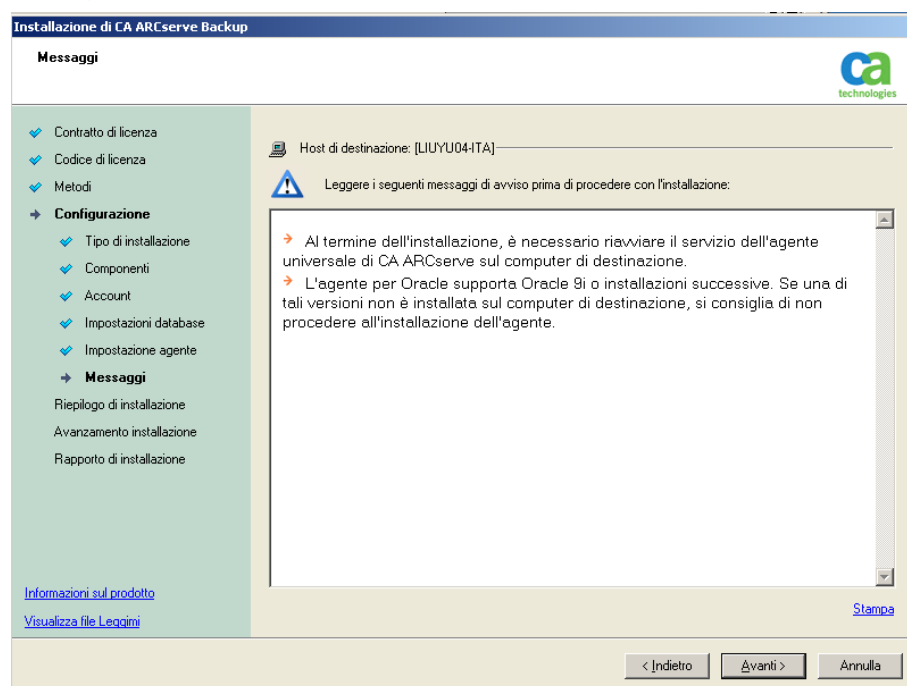 Installazione di CA ARCserve Backup
Messaggi
ca
technologies
Contratto di licenza
Codice di licenza
Metodi
Configurazione
Tipo di installazione
Componenti
Account
Impostazioni database
Impostazione agente
Messaggi
Riepilogo di installazione
Avanzamento installazione
Rapporto di installazione
Informazioni sul prodotto
Visualizza file Leggimi
Host di destinazione: [LIUYU04-ITA]
Leggere i seguenti messaggi di avviso prima di procedere con l'installazione:
Al termine dell'installazione, è necessario riavviare il servizio dell'agente
universale di CA ARCserve sul computer di destinazione.
L'agente per Oracle supporta Oracle 9i o installazioni successive. Se una di
tali versioni non è installata sul computer di destinazione, si consiglia di non
procedere all'installazione dell'agente.
Stampa
< Indietro
Avanti >
Annulla